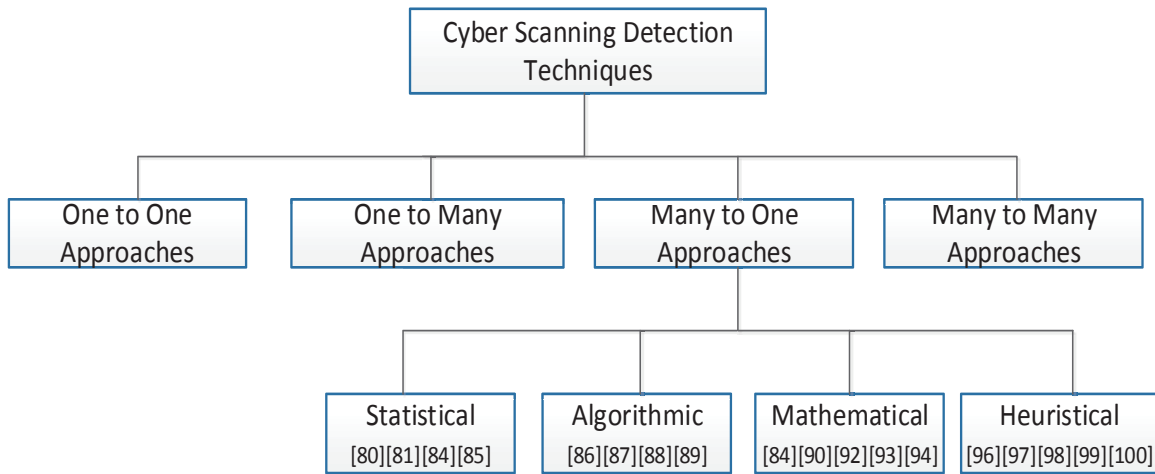 Cyber Scanning Detection
Techniques
One to One
Approaches
One to Many
Approaches
Many to One
Approaches
Many to Many
Approaches
Statistical
[80][81][84][85]
Algorithmic
[86][87][88][89]
Mathematical
[84][90][92][93][94]
Heuristical
[96][97][98][99][100]